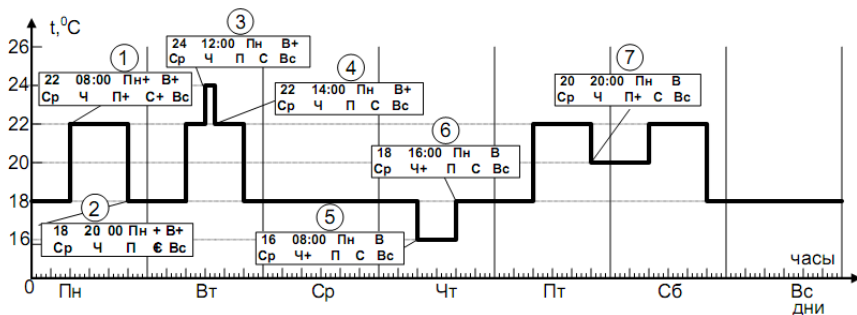 t,⁰C
26
24
22
20
18
16
0
1
22 08:00 Пн+ В+
Ср Ч П+ С+ Вс
2
18 20 00 Пн + В+
Ср Ч П Є Вс
3
24 12:00 Пн В+
Ср Ч П С Вс
4
22 14:00 Пн В+
Ср Ч П С Вс
5
16 08:00 Пн В
Ср Ч+ П С Вс
6
18 16:00 Пн В
Ср Ч+ П С Вс
7
20 20:00 Пн В
Ср Ч П+ С Вс
часы
Пн Вт Ср Чт Пт Сб Вс
дни